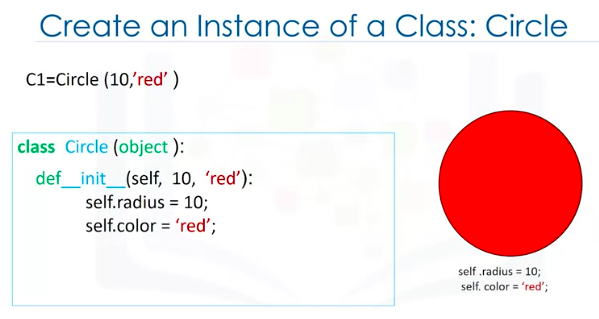 Create an Instance of a Class: Circle
C1=Circle (10,’red’ )
class Circle (object ):
def__init__(self, 10, ‘red’):
self.radius = 10;
self.color = ‘red’;
self .radius = 10;
self. color = ‘red’;